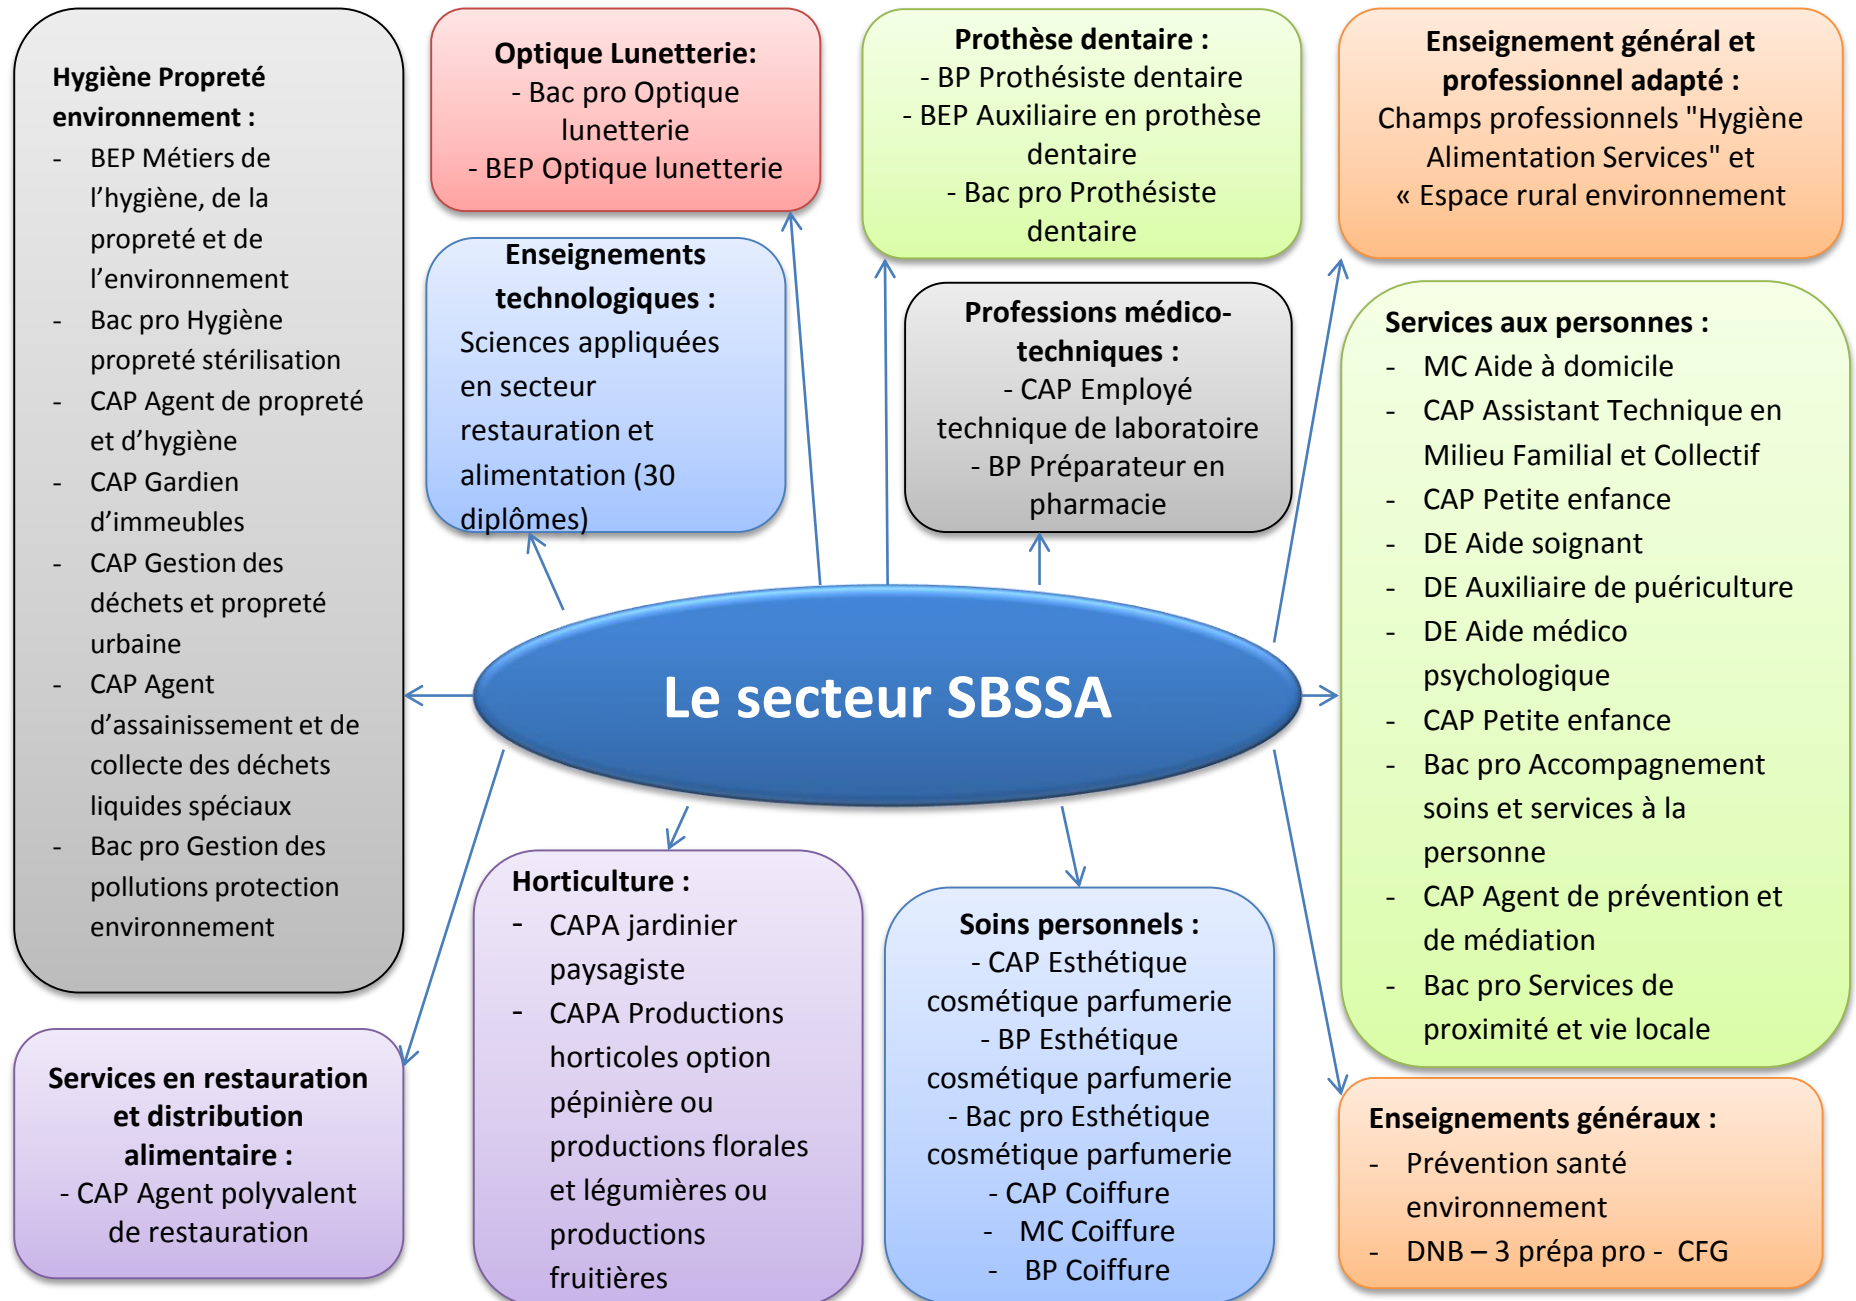 Hygiène Propreté
environnement :
- BEP Métiers de
l’hygiène, de la
propreté et de
l’environnement
- Bac pro Hygiène
propreté stérilisation
- CAP Agent de propreté
et d’hygiène
- CAP Gardien
d’immeubles
- CAP Gestion des
déchets et propreté
urbaine
- CAP Agent
d’assainissement et de
collecte des déchets
liquides spéciaux
- Bac pro Gestion des
pollutions protection
environnement
Optique Lunetterie:
- Bac pro Optique
lunetterie
- BEP Optique lunetterie
Prothèse dentaire :
- BP Prothésiste dentaire
- BEP Auxiliaire en prothèse
dentaire
- Bac pro Prothésiste
dentaire
Enseignement général et
professionnel adapté :
Champs professionnels "Hygiène
Alimentation Services" et
« Espace rural environnement
Enseignements
technologiques :
Sciences appliquées
en secteur
restauration et
alimentation (30
diplômes)
Professions médico-
techniques :
- CAP Employé
technique de laboratoire
- BP Préparateur en
pharmacie
Services aux personnes :
- MC Aide à domicile
- CAP Assistant Technique en
Milieu Familial et Collectif
- CAP Petite enfance
- DE Aide soignant
- DE Auxiliaire de puériculture
- DE Aide médico
psychologique
- CAP Petite enfance
- Bac pro Accompagnement
soins et services à la
personne
- CAP Agent de prévention et
de médiation
- Bac pro Services de
proximité et vie locale
Le secteur SBSSA
Services en restauration
et distribution
alimentaire :
- CAP Agent polyvalent
de restauration
Horticulture :
- CAPA jardinier
paysagiste
- CAPA Productions
horticoles option
pépinière ou
productions florales
et légumières ou
productions
fruitières
Soins personnels :
- CAP Esthétique
cosmétique parfumerie
- BP Esthétique
cosmétique parfumerie
- Bac pro Esthétique
cosmétique parfumerie
- CAP Coiffure
- MC Coiffure
- BP Coiffure
Enseignements généraux :
- Prévention santé
environnement
- DNB – 3 prépa pro - CFG